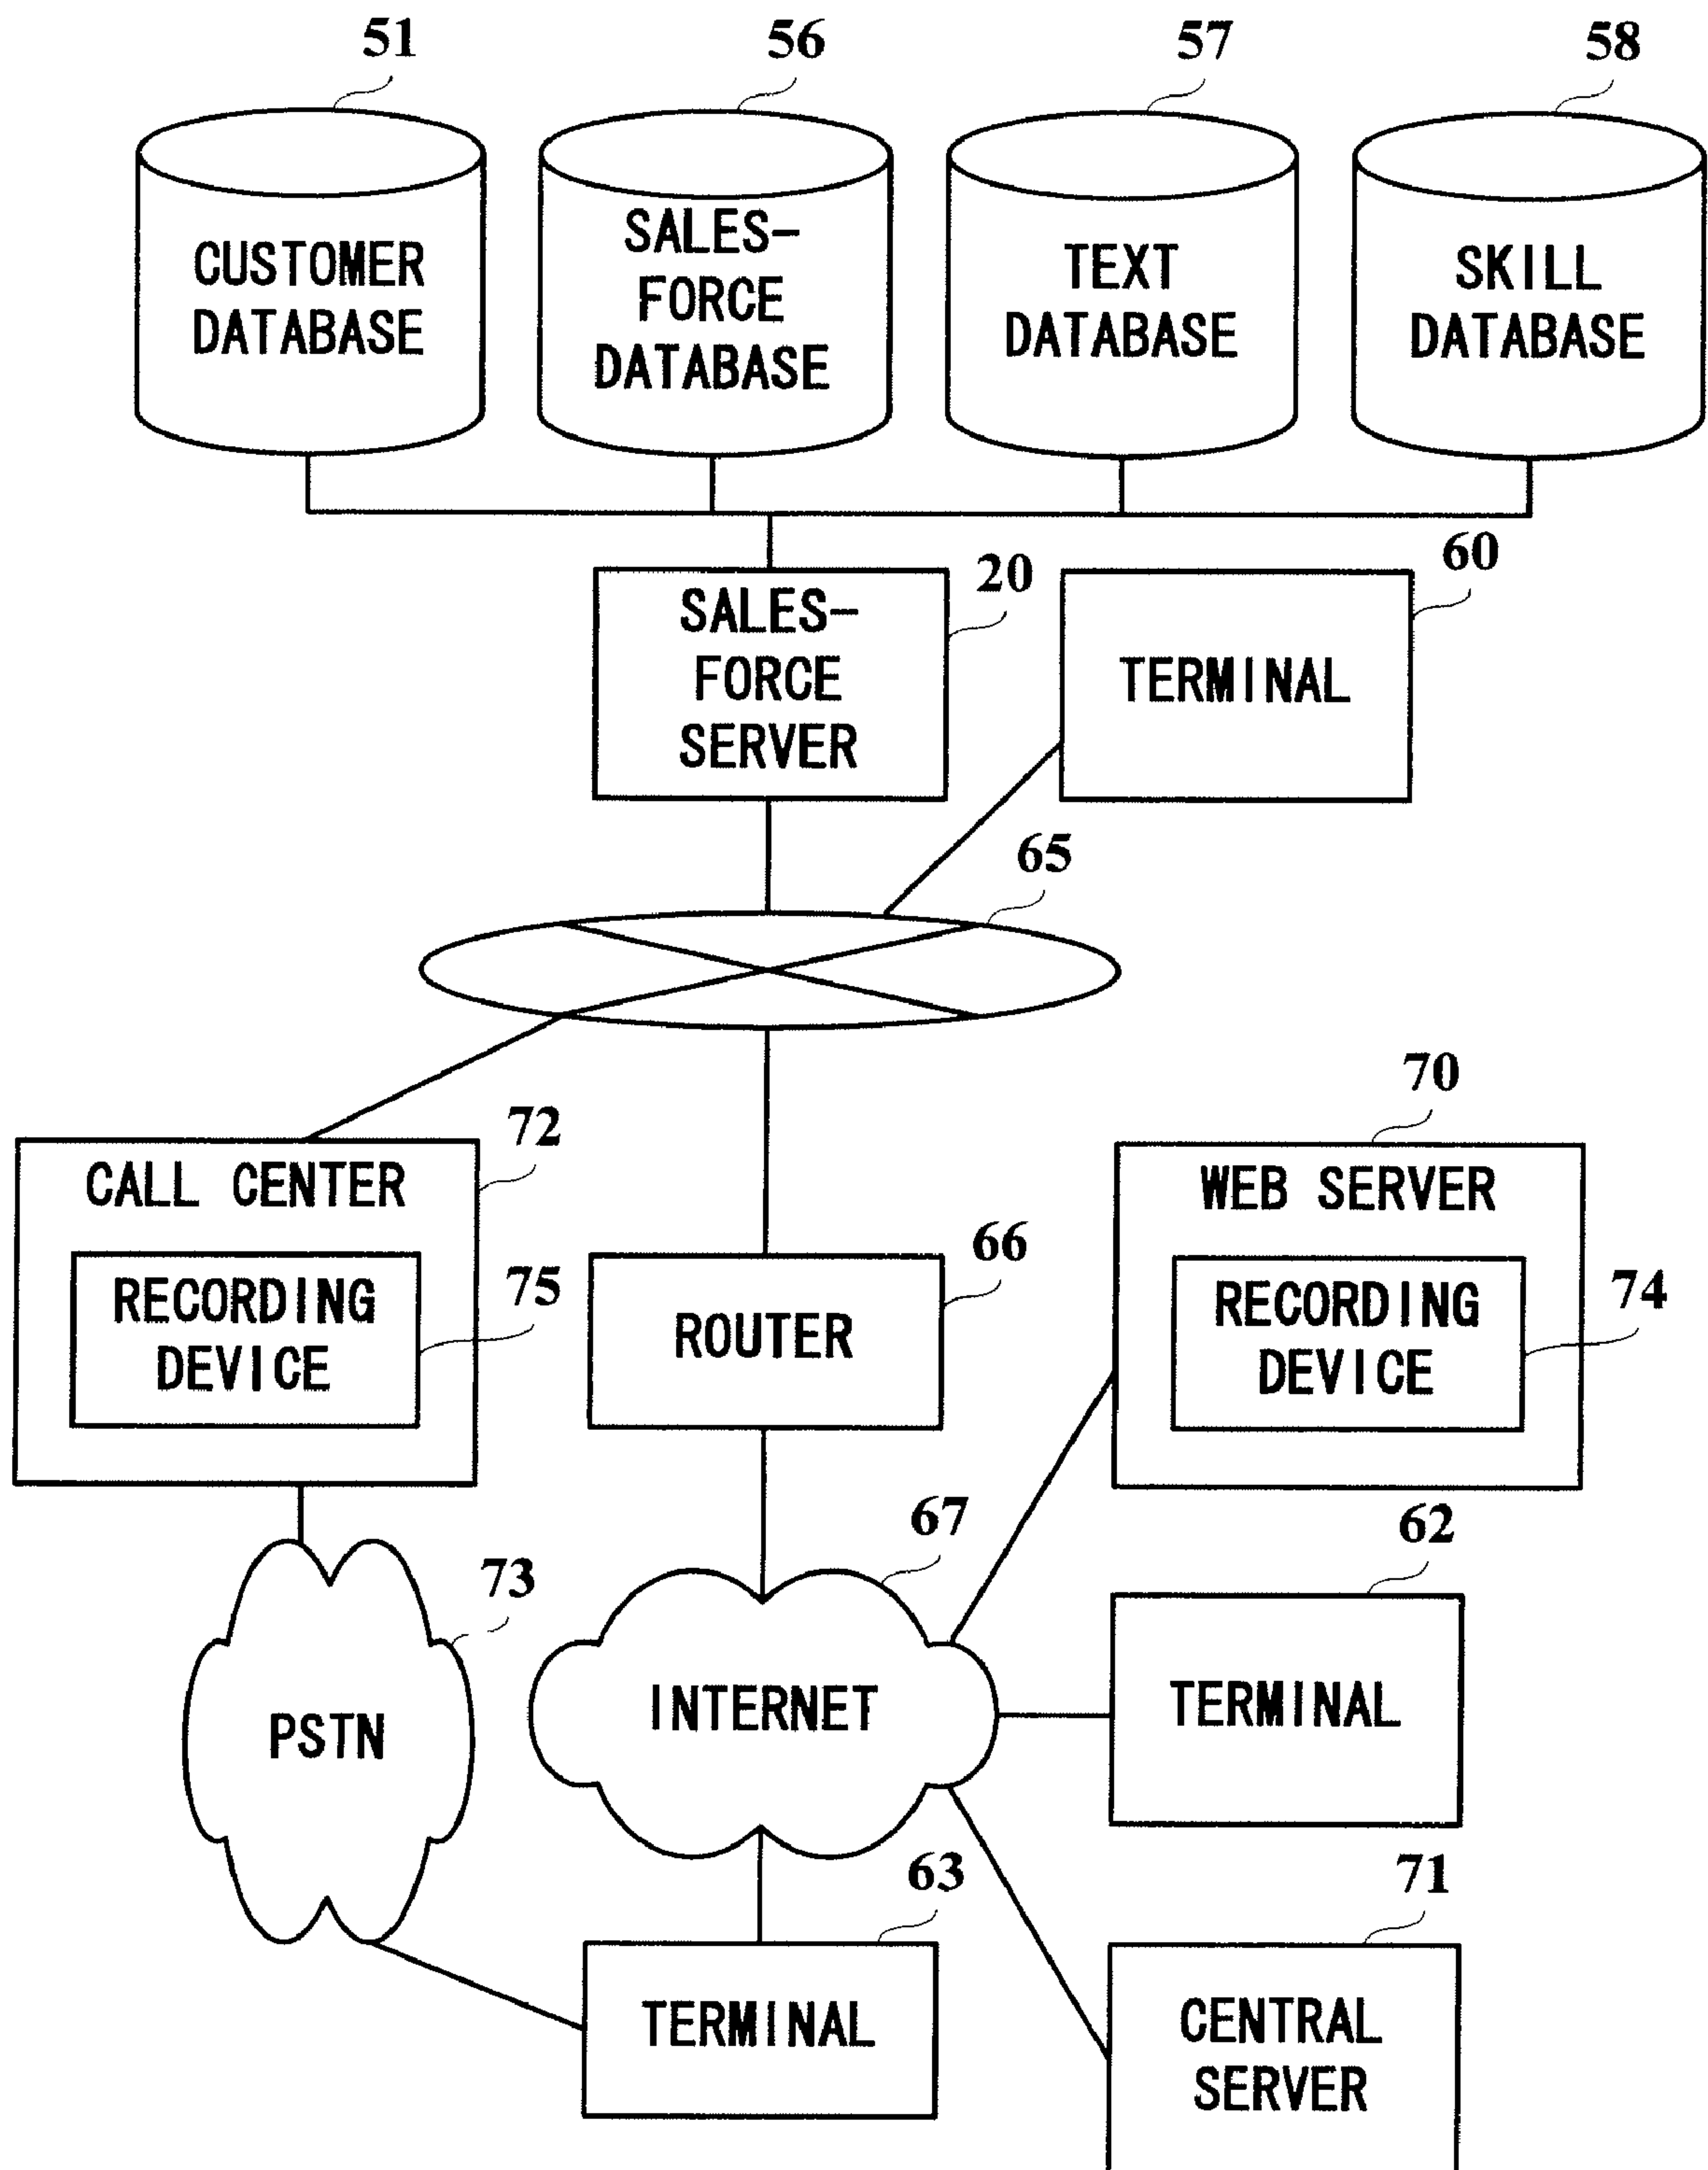 51
56
57
58
CUSTOMER
DATABASE
SALES-
FORCE
DATABASE
TEXT
DATABASE
SKILL
DATABASE
20
60
SALES-
FORCE
SERVER
TERMINAL
65
70
72
CALL CENTER
WEB SERVER
66
75
74
RECORDING
DEVICE
ROUTER
RECORDING
DEVICE
67
62
73
PSTN
INTERNET
TERMINAL
63
71
TERMINAL
CENTRAL
SERVER